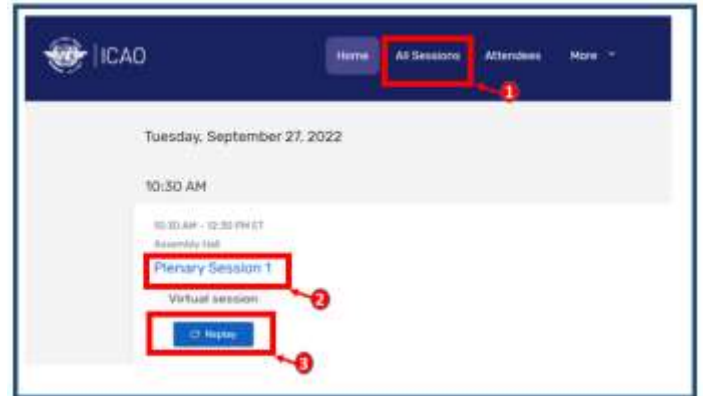 ICAO
Home All Sessions Attendees More
1
Tuesday, September 27, 2022
10:30 AM
10:30 AM - 12:30 PM ET
Assembly Hall
Plenary Session 1
2
Virtual session
Replay
3